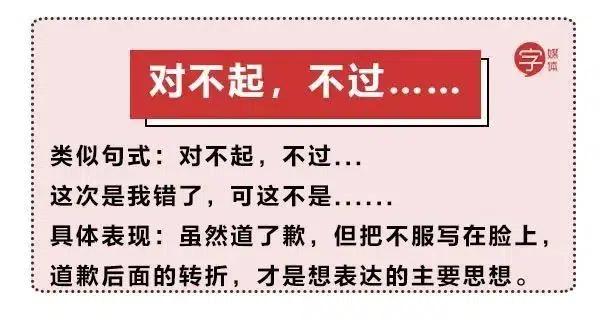 对不起，不过……
字媒体
类似句式：对不起，不过...
这次是我错了，可这不是......
具体表现：虽然道了歉，但把不服写在脸上，
道歉后面的转折，才是想表达的主要思想。